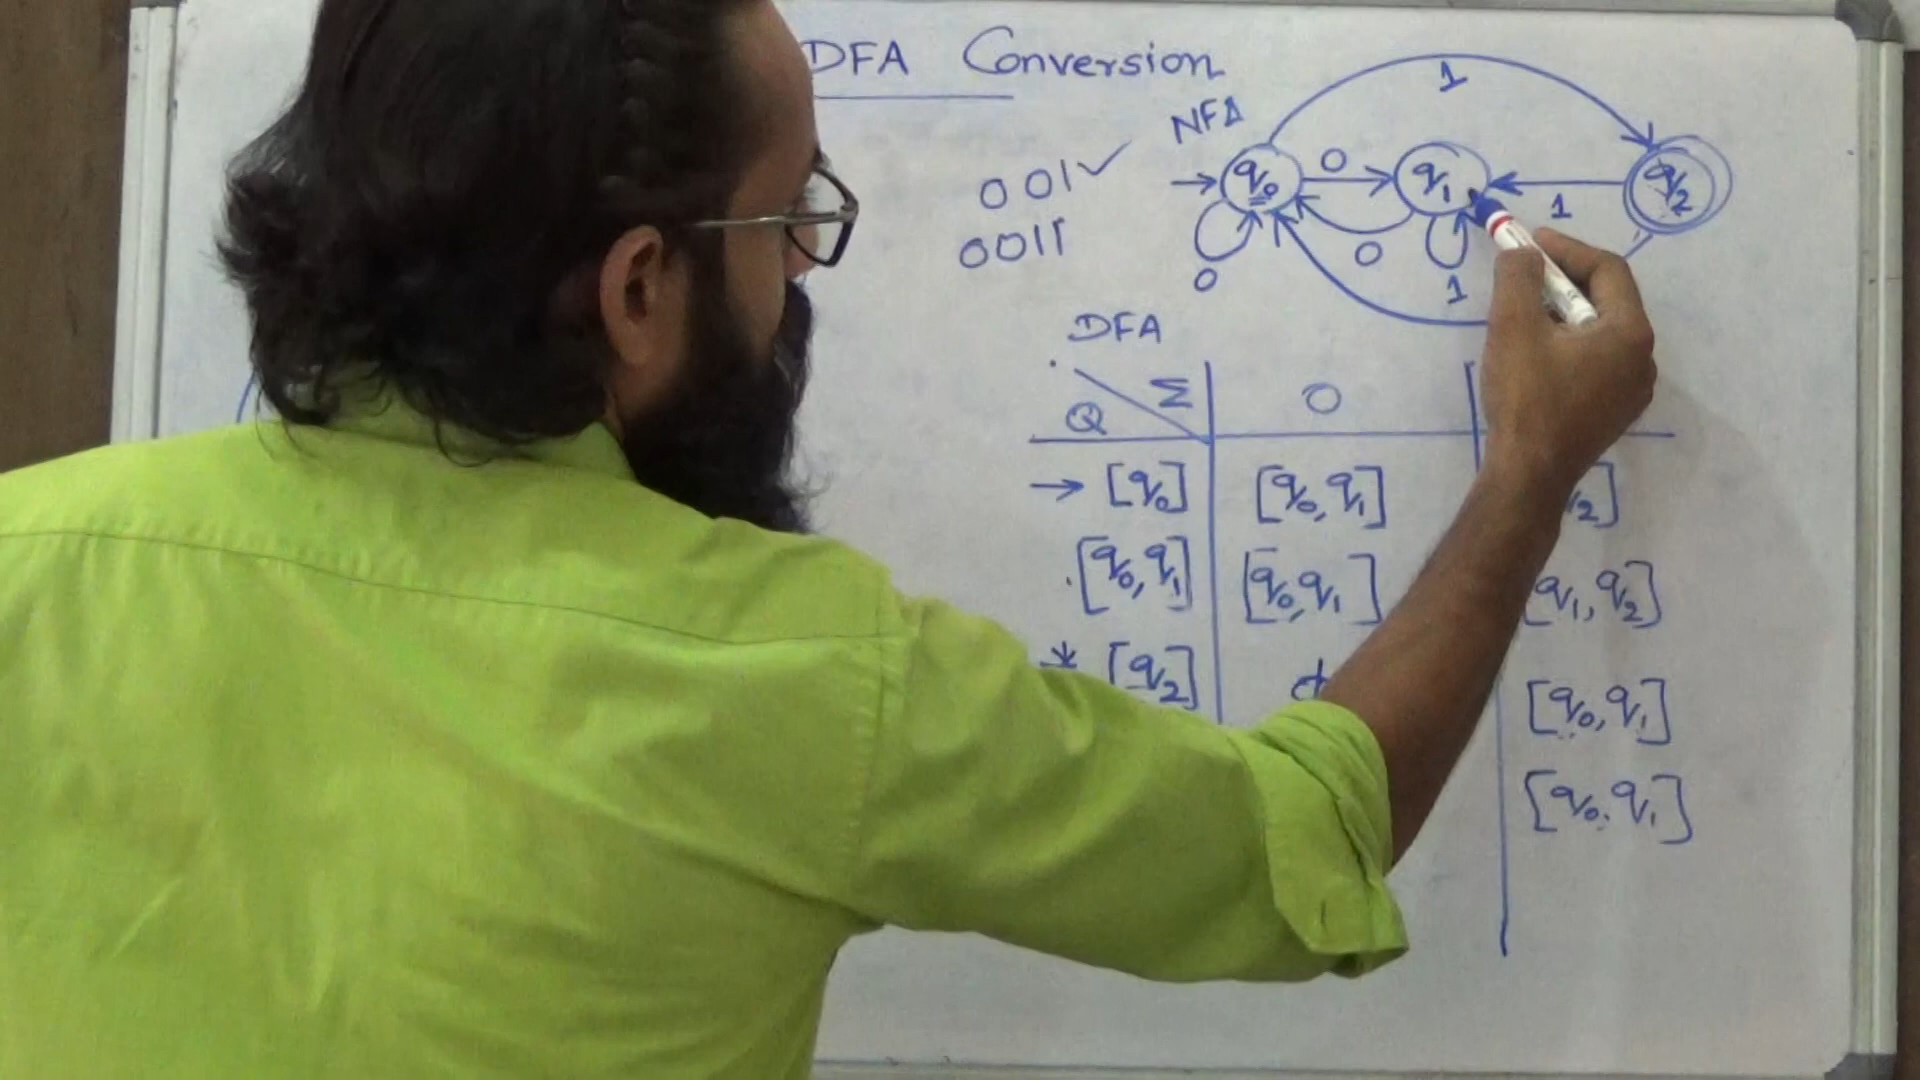 DFA Conversion
NFA
001✓
0011
1
→ q0 0 q1 1 q2
0 0 1
DFA
Q Σ 0
→ [q0] [q0, q1] q2]
[q0, q1] [q0, q1] q1, q2]
* [q2] ϕ [q0, q1]
[q0, q1]